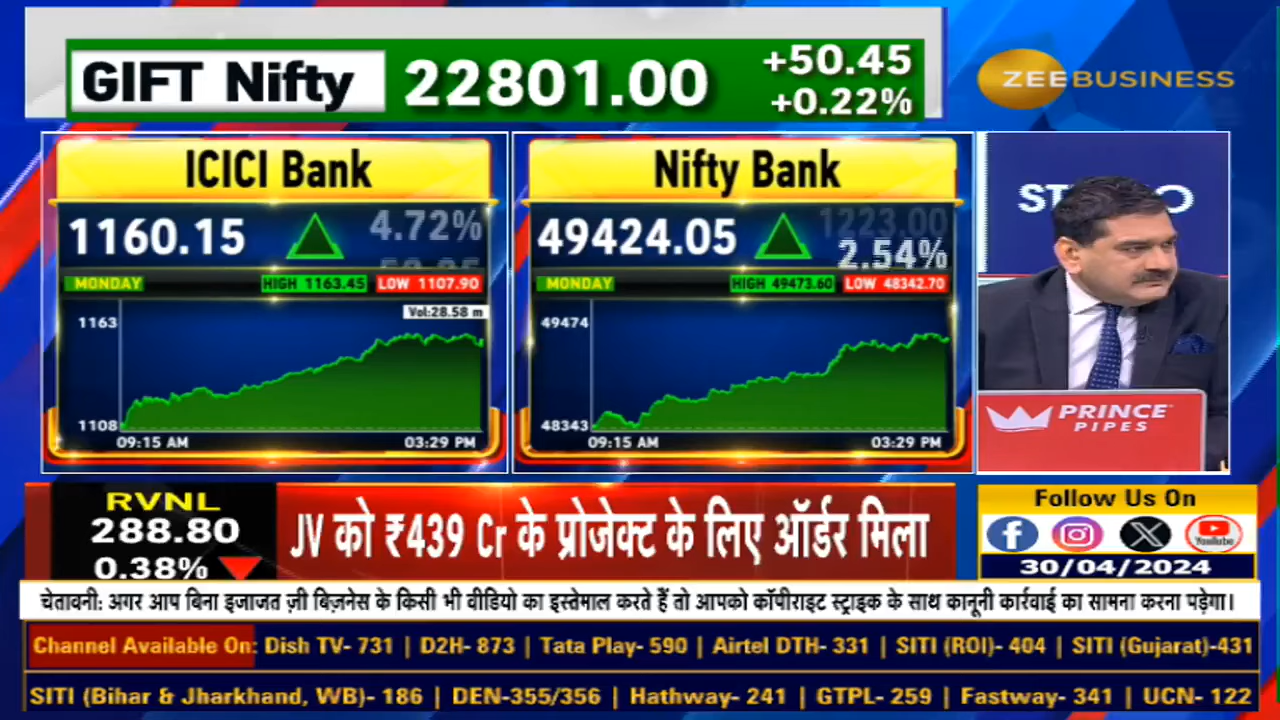 GIFT Nifty 22801.00 +50.45
+0.22%
ZEEBUSINESS
ICICI Bank
1160.15 4.72%
MONDAY HIGH 1163.45 LOW 1107.90
Vol:28.58 m
1163
1108
09:15 AM 03:29 PM
Nifty Bank
49424.05 1223.00
2.54%
MONDAY HIGH 49473.60 LOW 48342.70
49474
48343
09:15 AM 03:29 PM
PRINCE
PIPES
RVNL
288.80
0.38%
JV को ₹439 Cr के प्रोजेक्ट के लिए ऑर्डर मिला
Follow Us On
YouTube
30/04/2024
चेतावनी: अगर आप बिना इजाजत ज़ी बिज़नेस के किसी भी वीडियो का इस्तेमाल करते हैं तो आपको कॉपीराइट स्ट्राइक के साथ कानूनी कार्रवाई का सामना करना पड़ेगा।
Channel Available On: Dish TV- 731 | D2H- 873 | Tata Play- 590 | Airtel DTH- 331 | SITI (ROI)- 404 | SITI (Gujarat)-431
SITI (Bihar & Jharkhand, WB)- 186 | DEN-355/356 | Hathway- 241 | GTPL- 259 | Fastway- 341 | UCN- 122